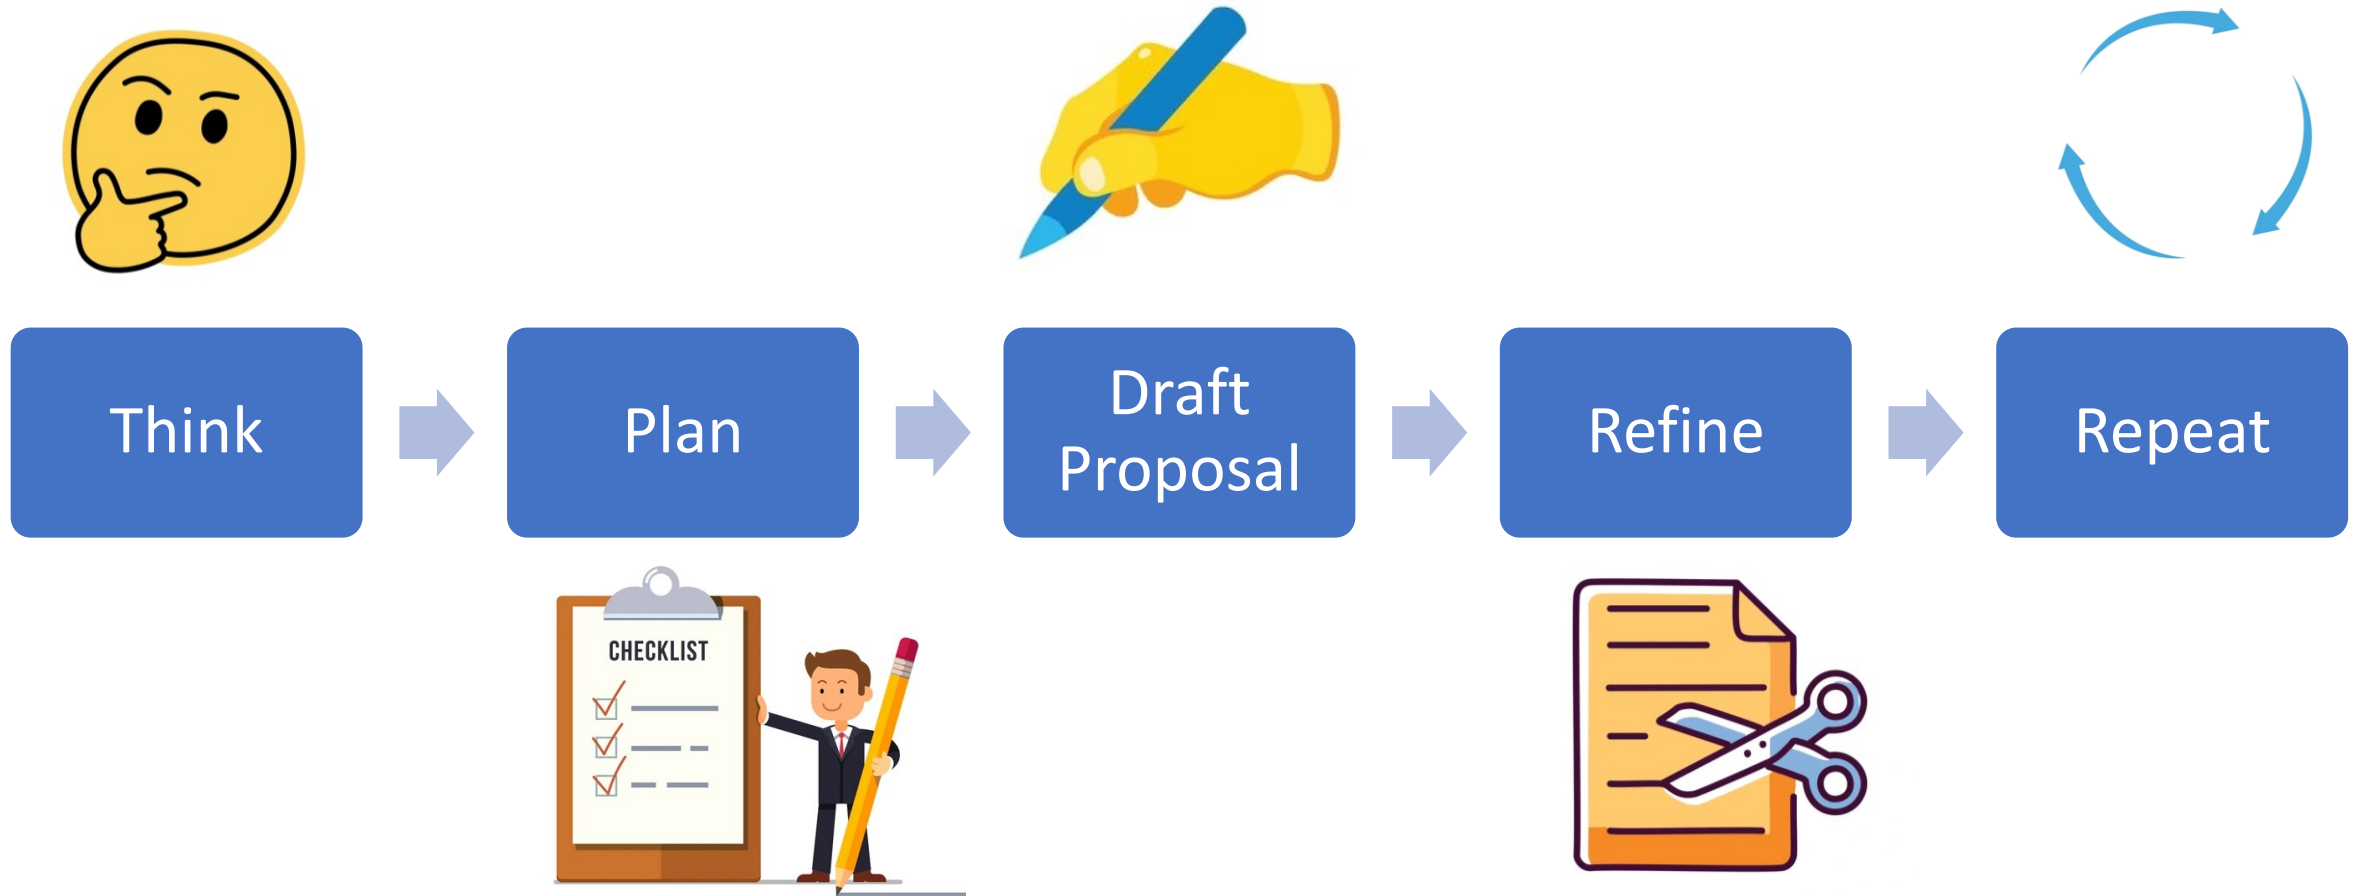 Think
Plan
Draft
Proposal
Refine
Repeat
CHECKLIST